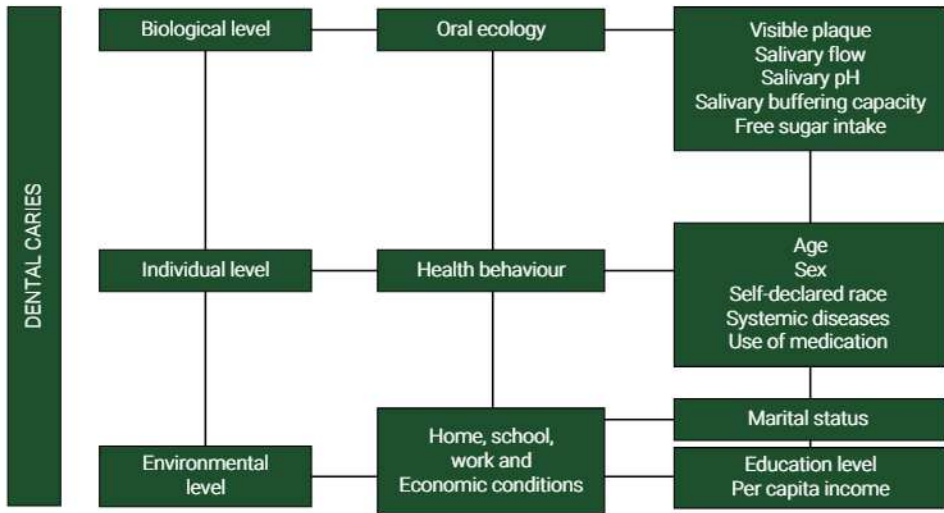 DENTAL CARIES
Biological level
Oral ecology
Visible plaque
Salivary flow
Salivary pH
Salivary buffering capacity
Free sugar intake
Individual level
Health behaviour
Age
Sex
Self-declared race
Systemic diseases
Use of medication
Environmental
level
Home, school,
work and
Economic conditions
Marital status
Education level
Per capita income